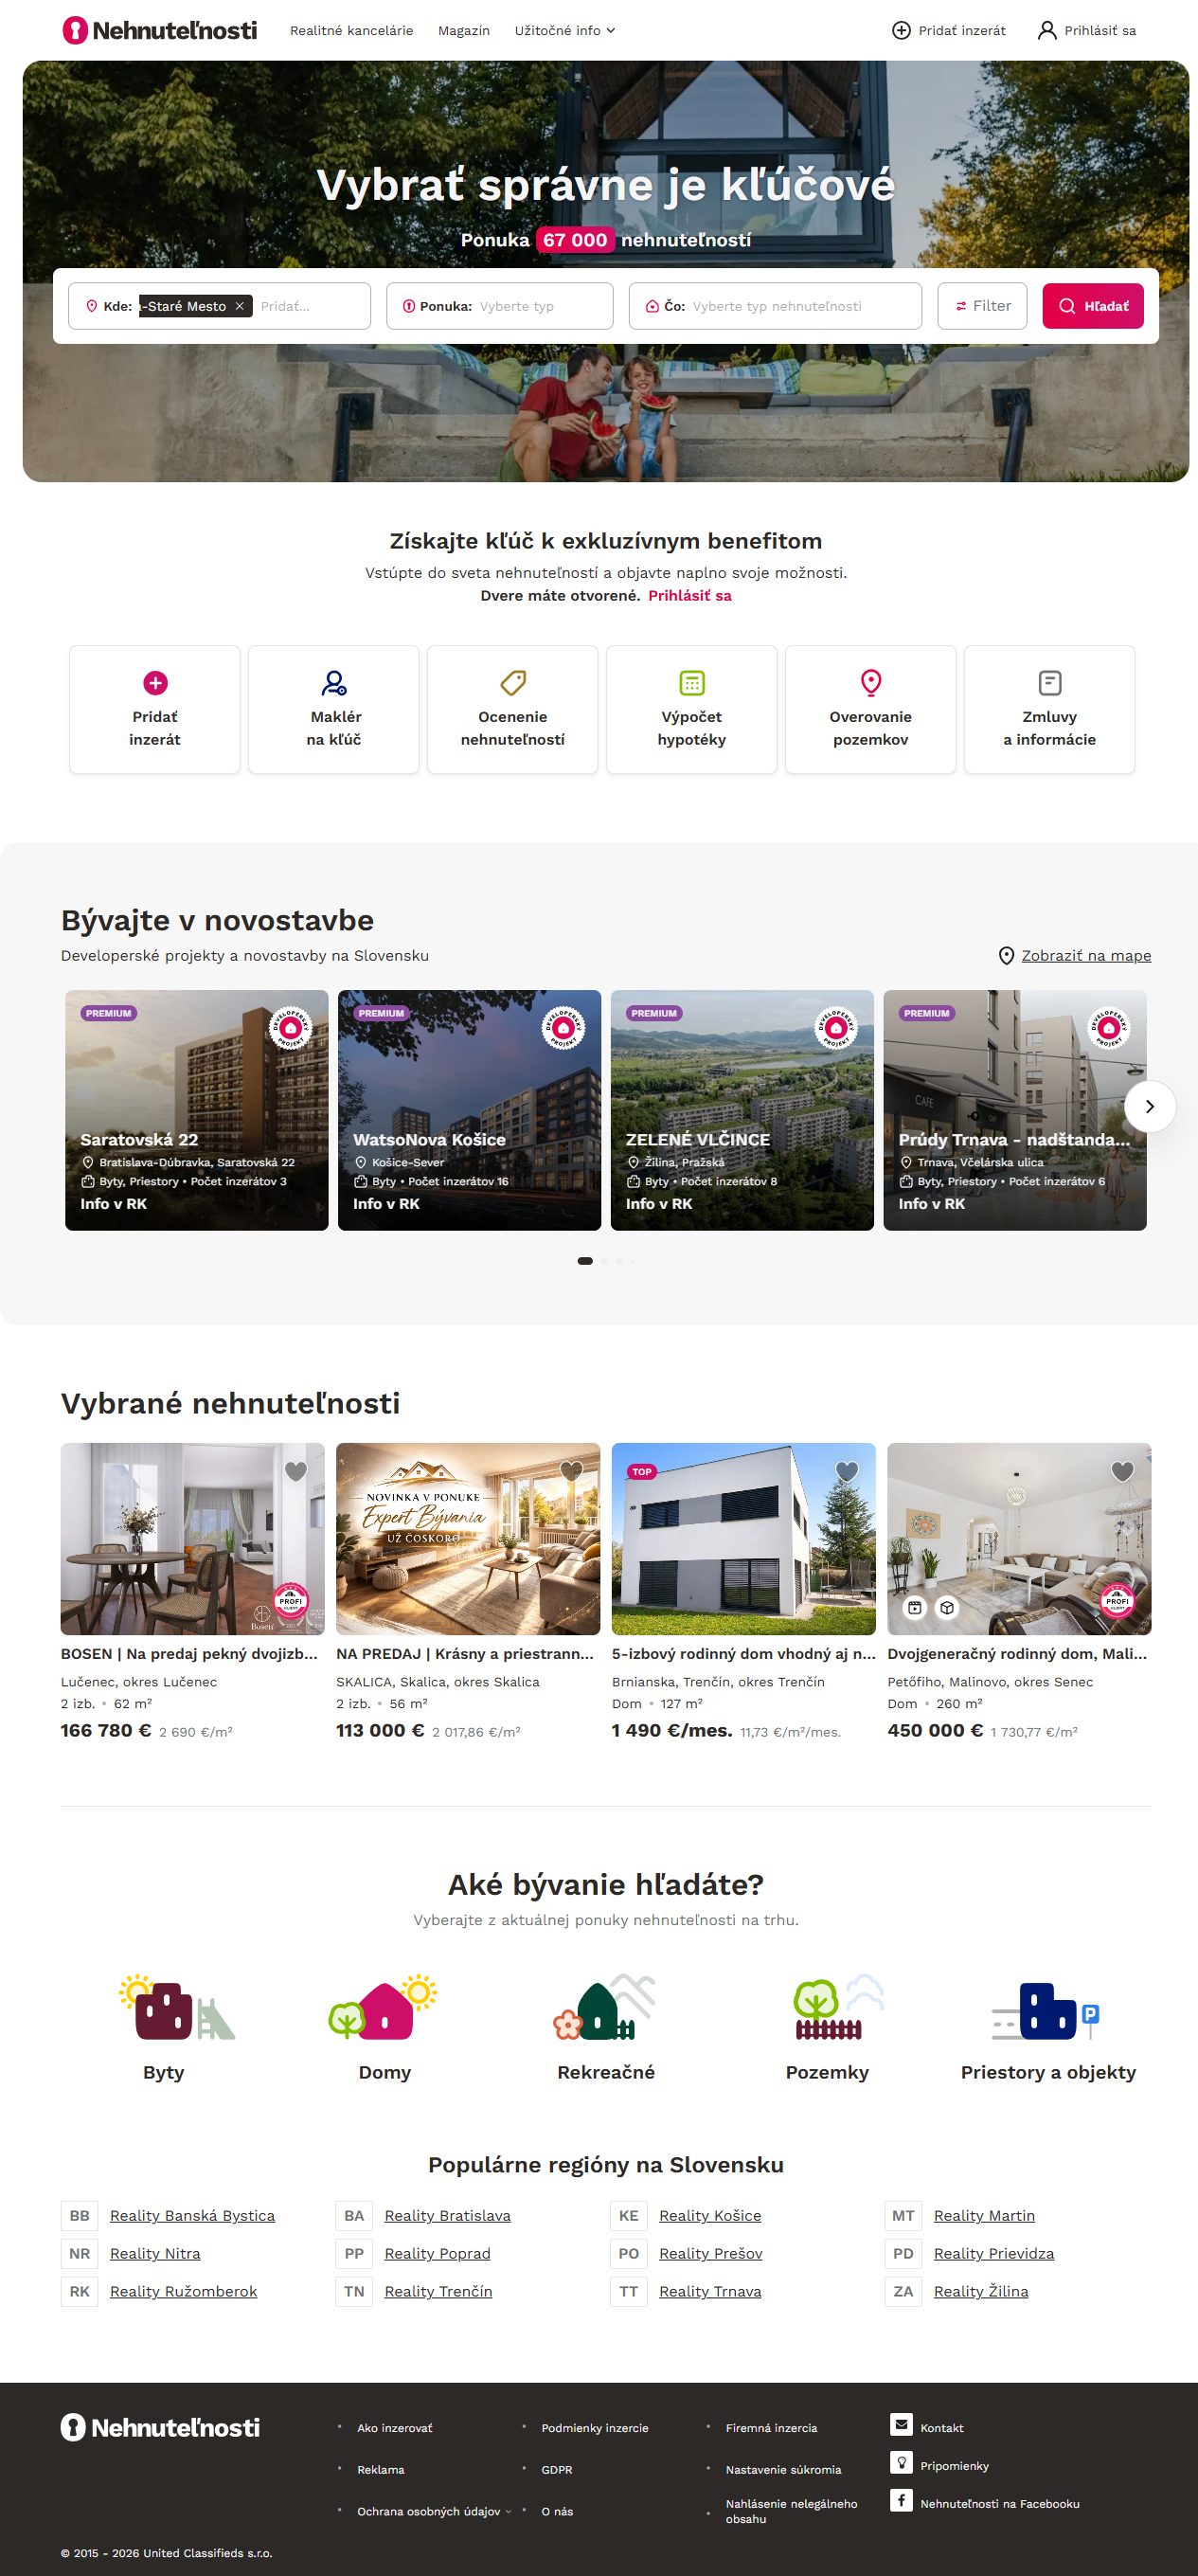 Nehnuteľnosti
Realitné kancelárie
Magazín
Užitočné info
Pridať inzerát
Prihlásiť sa
Vybrať správne je kľúčové
Ponuka 67 000 nehnuteľností
Kde: -Staré Mesto Pridať...
Ponuka: Vyberte typ
Čo: Vyberte typ nehnuteľnosti
Filter
Hľadať
Získajte kľúč k exkluzívnym benefitom
Vstúpte do sveta nehnuteľností a objavte naplno svoje možnosti.
Dvere máte otvorené. Prihlásiť sa
Pridať
inzerát
Maklér
na kľúč
Ocenenie
nehnuteľností
Výpočet
hypotéky
Overovanie
pozemkov
Zmluvy
a informácie
Bývajte v novostavbe
Developerské projekty a novostavby na Slovensku
Zobraziť na mape
PREMIUM
DEVELOPERSKÝ PROJEKT
Saratovská 22
Bratislava-Dúbravka, Saratovská 22
Byty, Priestory • Počet inzerátov 3
Info v RK
PREMIUM
DEVELOPERSKÝ PROJEKT
WatsoNova Košice
Košice-Sever
Byty • Počet inzerátov 16
Info v RK
PREMIUM
DEVELOPERSKÝ PROJEKT
ZELENÉ VLČINCE
Žilina, Pražská
Byty • Počet inzerátov 8
Info v RK
PREMIUM
DEVELOPERSKÝ PROJEKT
CAFE
Prúdy Trnava - nadštanda...
Trnava, Včelárska ulica
Byty, Priestory • Počet inzerátov 6
Info v RK
Vybrané nehnuteľnosti
PROFI
Bosen
BOSEN | Na predaj pekný dvojizb...
Lučenec, okres Lučenec
2 izb. • 62 m²
166 780 € 2 690 €/m²
NOVINKA V PONUKE
Expert Bývania
UŽ ČOSKORO
NA PREDAJ | Krásny a priestrann...
SKALICA, Skalica, okres Skalica
2 izb. • 56 m²
113 000 € 2 017,86 €/m²
TOP
5-izbový rodinný dom vhodný aj n...
Brnianska, Trenčín, okres Trenčín
Dom • 127 m²
1 490 €/mes. 11,73 €/m²/mes.
PROFI
Dvojgeneračný rodinný dom, Mali...
Petőfiho, Malinovo, okres Senec
Dom • 260 m²
450 000 € 1 730,77 €/m²
Aké bývanie hľadáte?
Vyberajte z aktuálnej ponuky nehnuteľnosti na trhu.
P
Byty
Domy
Rekreačné
Pozemky
Priestory a objekty
Populárne regióny na Slovensku
BB Reality Banská Bystica
BA Reality Bratislava
KE Reality Košice
MT Reality Martin
NR Reality Nitra
PP Reality Poprad
PO Reality Prešov
PD Reality Prievidza
RK Reality Ružomberok
TN Reality Trenčín
TT Reality Trnava
ZA Reality Žilina
Nehnuteľnosti
• Ako inzerovať
• Podmienky inzercie
• Firemná inzercia
Kontakt
• Reklama
• GDPR
• Nastavenie súkromia
Pripomienky
• Ochrana osobných údajov
• O nás
• Nahlásenie nelegálneho
obsahu
Nehnuteľnosti na Facebooku
© 2015 - 2026 United Classifieds s.r.o.